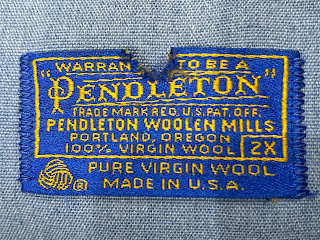 "WARRAN TO BE A
"PENDLETON"
TRADE MARK REG. U.S. PAT. OFF.
PENDLETON WOOLEN MILLS
PORTLAND, OREGON
100% VIRGIN WOOL 2X
® PURE VIRGIN WOOL
MADE IN U.S.A.